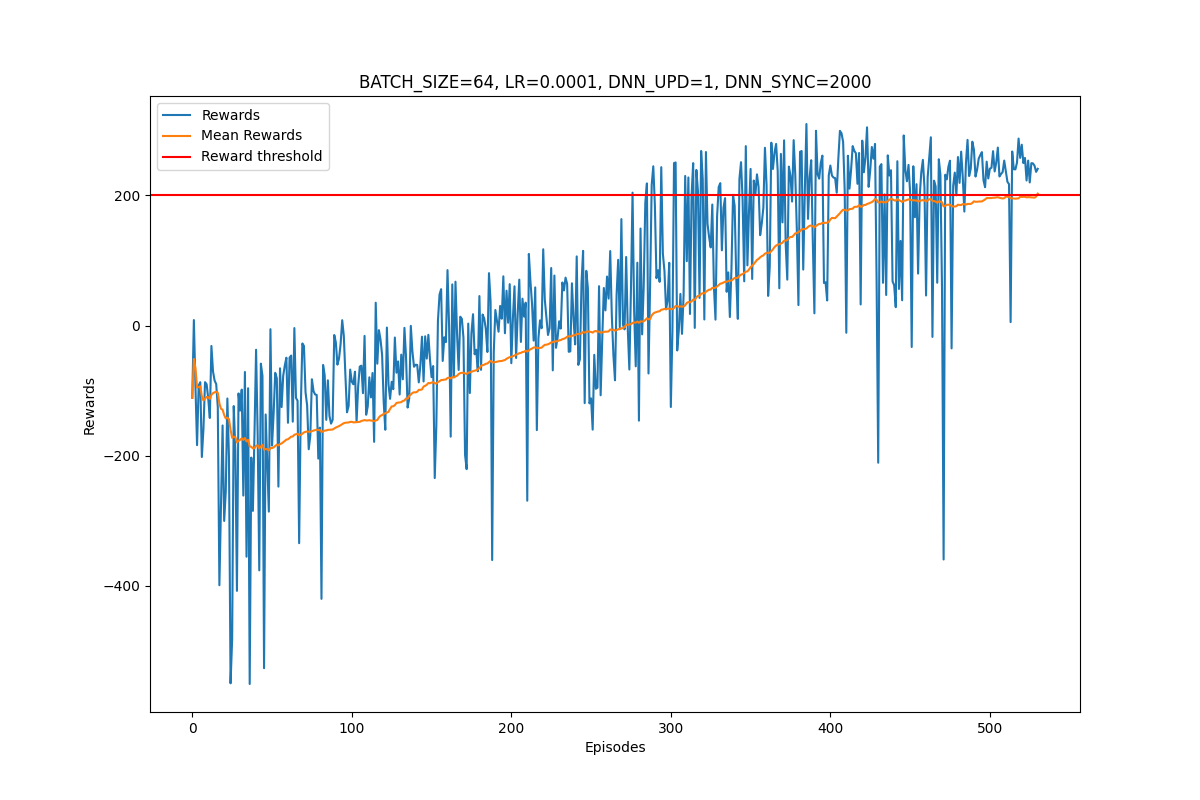 BATCH_SIZE=64, LR=0.0001, DNN_UPD=1, DNN_SYNC=2000
Rewards
Mean Rewards
Reward threshold
200
0
−200
−400
Rewards
0
100
200
300
400
500
Episodes